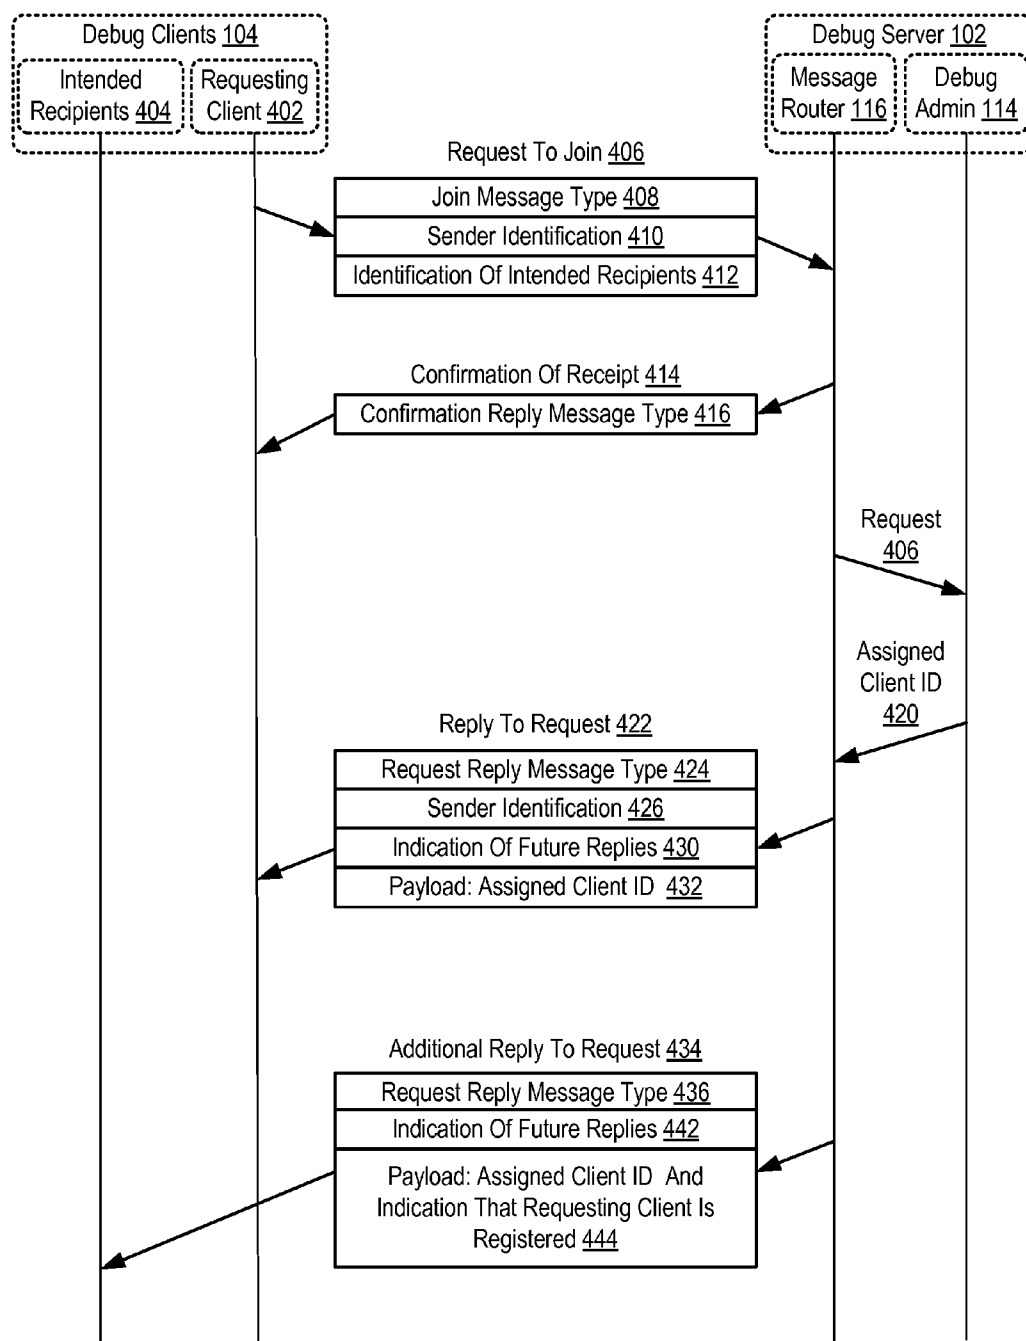 Debug Clients 104
Intended
Recipients 404
Requesting
Client 402
Debug Server 102
Message
Router 116
Debug
Admin 114
Request To Join 406
Join Message Type 408
Sender Identification 410
Identification Of Intended Recipients 412
Confirmation Of Receipt 414
Confirmation Reply Message Type 416
Request
406
Assigned
Client ID
420
Reply To Request 422
Request Reply Message Type 424
Sender Identification 426
Indication Of Future Replies 430
Payload: Assigned Client ID 432
Additional Reply To Request 434
Request Reply Message Type 436
Indication Of Future Replies 442
Payload: Assigned Client ID And
Indication That Requesting Client Is
Registered 444